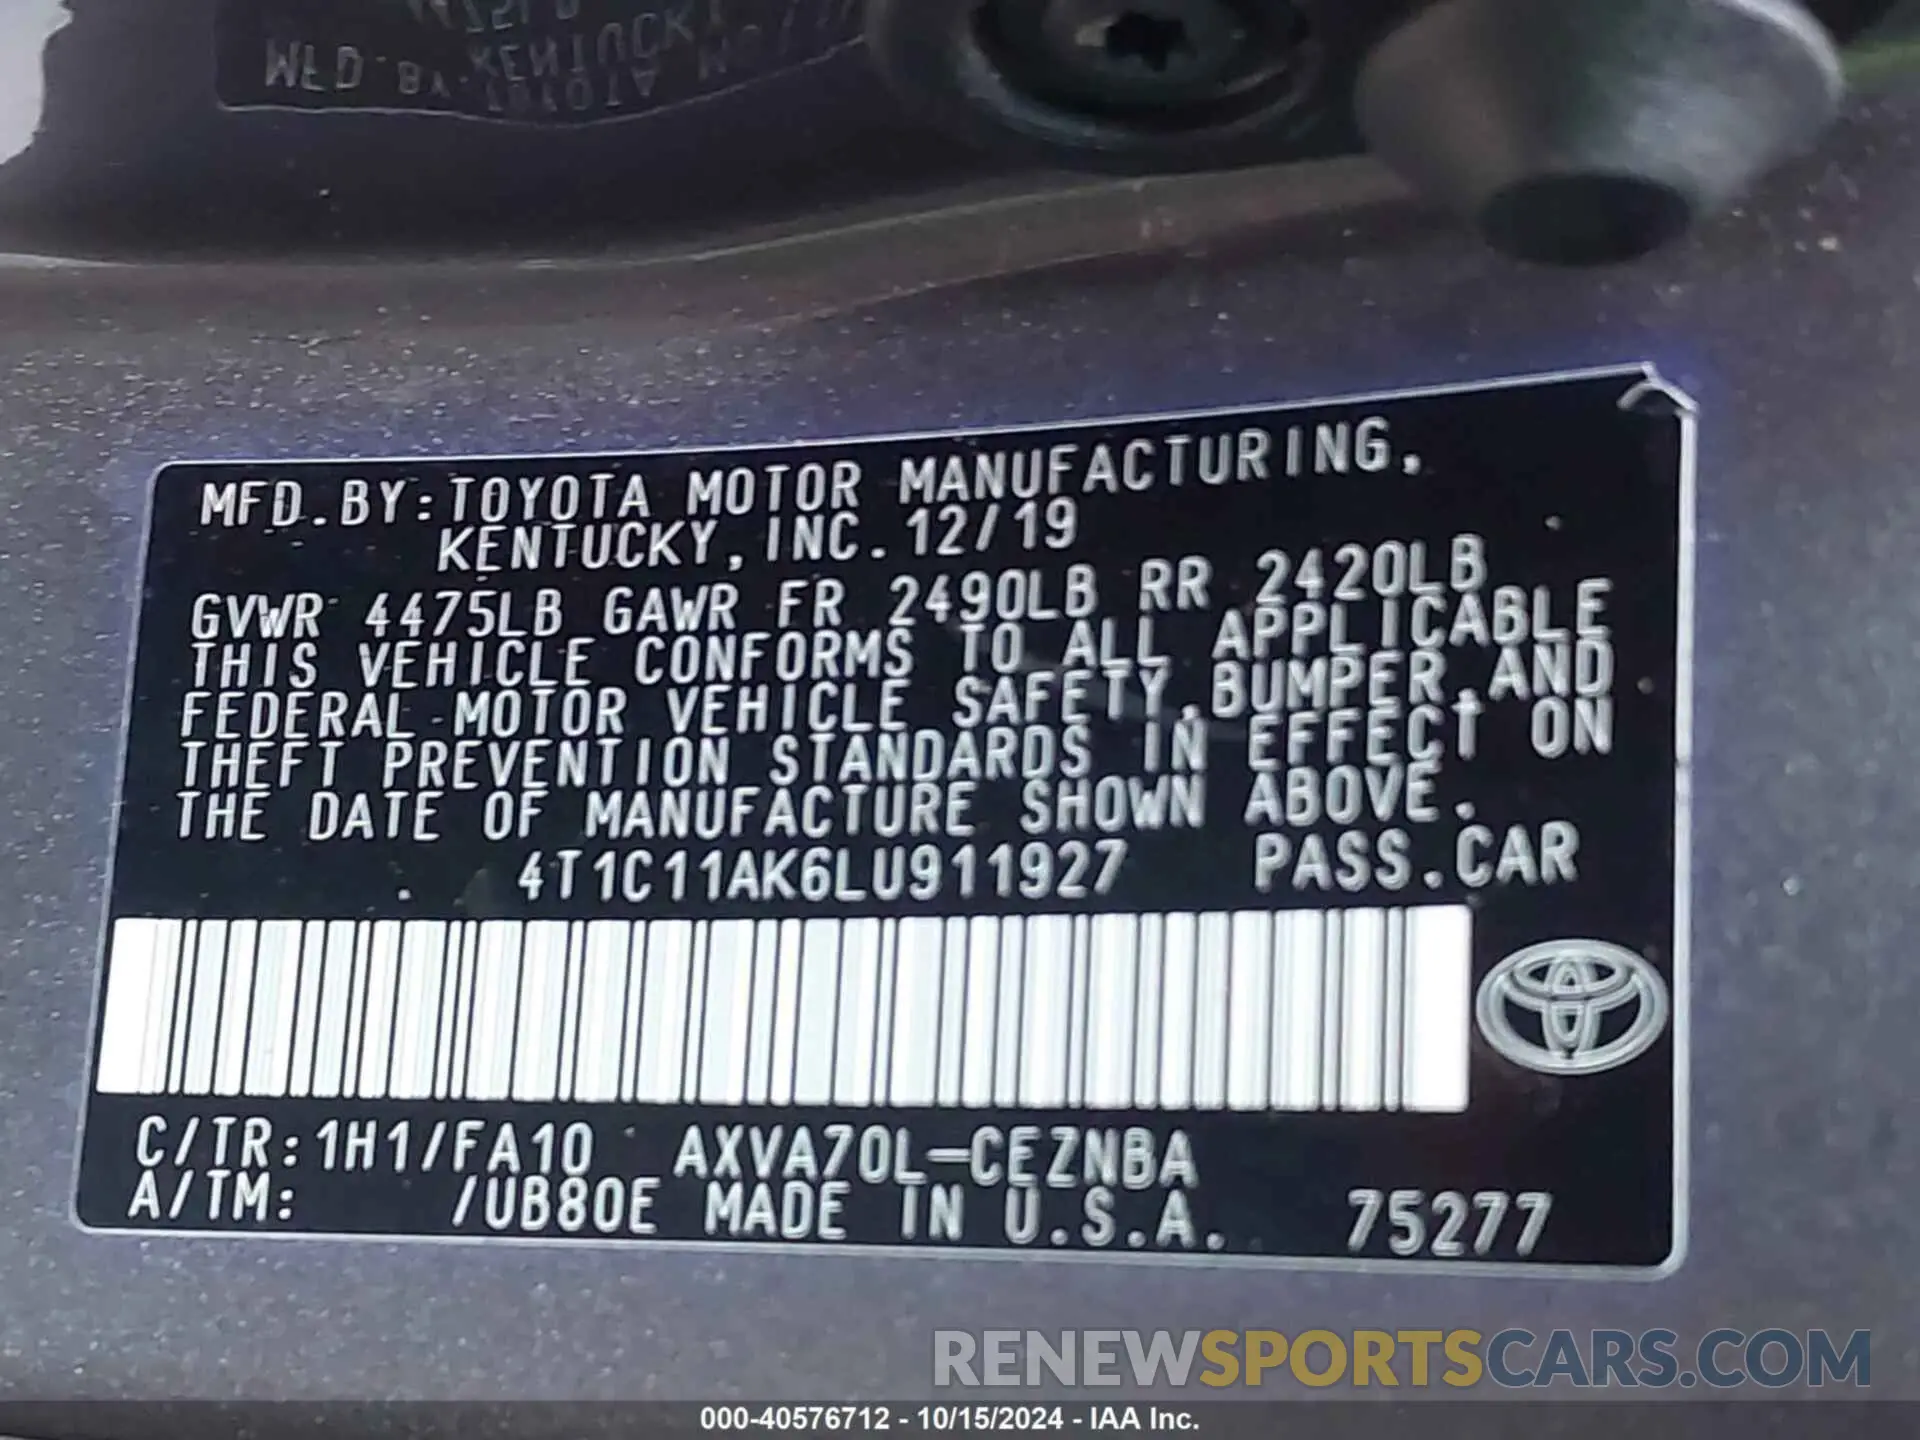 MFD.BY:TOYOTA MOTOR MANUFACTURING,
KENTUCKY, INC. 12/19
GVWR 4475LB GAWR FR 2490LB RR 2420LB
THIS VEHICLE CONFORMS TO ALL APPLICABLE
FEDERAL MOTOR VEHICLE SAFETY,BUMPER,AND
THEFT PREVENTION STANDARDS IN EFFECT ON
THE DATE OF MANUFACTURE SHOWN ABOVE.
4T1C11AK6LU911927 PASS.CAR
C/TR:1H1/FA10 AXVA70L-CEZNBA
A/TM: /UB80E MADE IN U.S.A. 75277
RENEWSPORTSCARS.COM
000-40576712 - 10/15/2024 - IAA Inc.